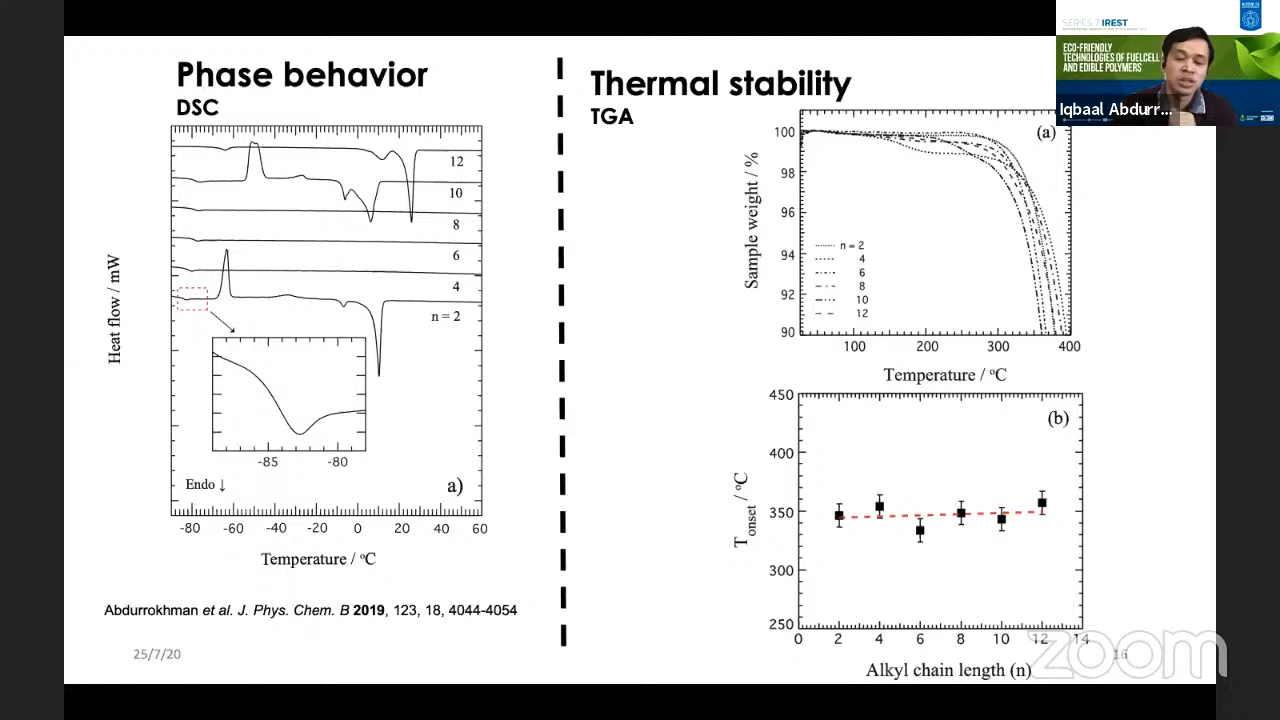 Phase behavior
DSC
12
10
8
6
4
n = 2
Heat flow / mW
-85
-80
Endo ↓
a)
-80
-60
-40
-20
0
20
40
60
Temperature / °C
Abdurrokhman et al. J. Phys. Chem. B 2019, 123, 18, 4044-4054
25/7/20
Thermal stability
TGA
(a)
100
98
96
94
92
90
Sample weight / %
n = 2
4
6
8
10
12
100
200
300
400
Temperature / °C
(b)
450
400
350
300
250
T onset / °C
0
2
4
6
8
10
12
14
Alkyl chain length (n)
16
zoom
SERIES 7 IREST
ECO-FRIENDLY
TECHNOLOGIES OF FUELCELL
AND EDIBLE POLYMERS
Iqbaal Abdurr...